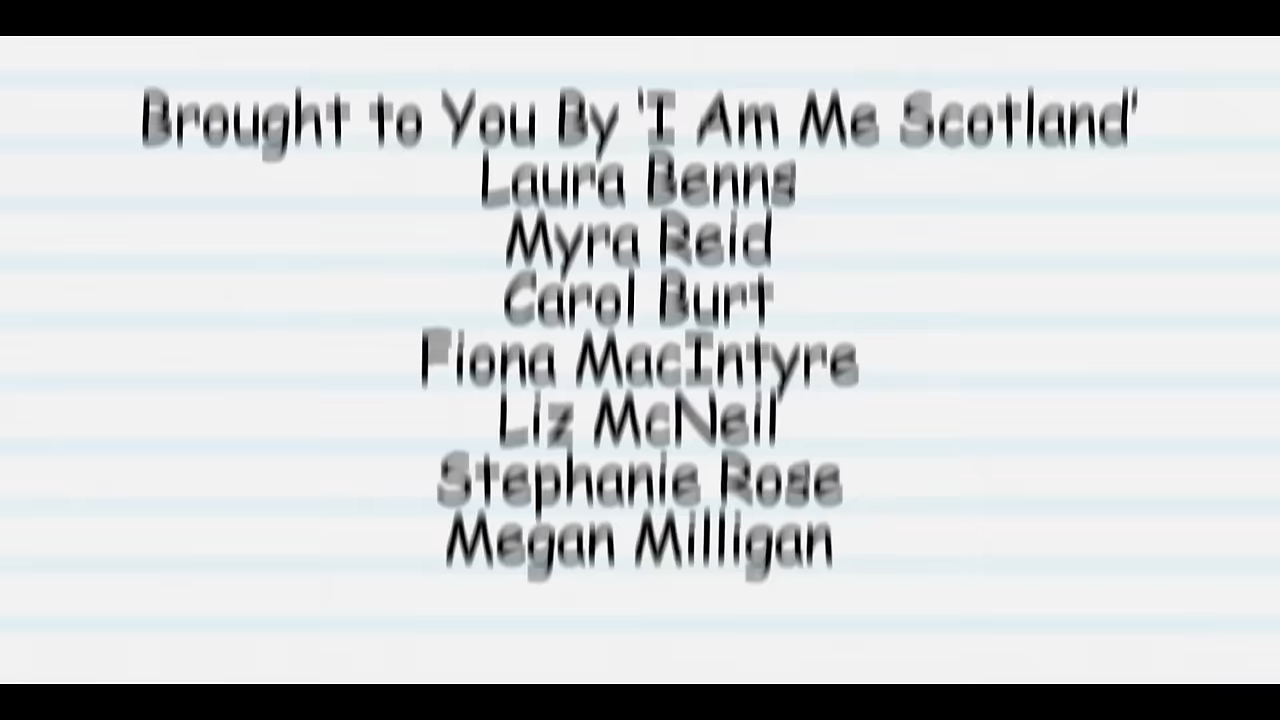 Brought to You By 'I Am Me Scotland'
Laura Benns
Myra Reid
Carol Burt
Fiona MacIntyre
Liz McNeil
Stephanie Rose
Megan Milligan